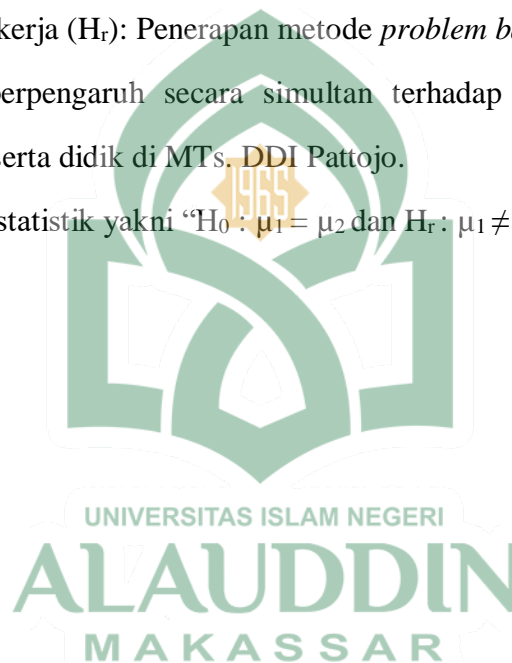 kerja (Hᵣ): Penerapan metode problem b
berpengaruh secara simultan terhadap
serta didik di MTs. DDI Pattojo.
statistik yakni “H₀ : μ₁ = μ₂ dan Hᵣ : μ₁ ≠
1965
UNIVERSITAS ISLAM NEGERI
ALAUDDIN
MAKASSAR